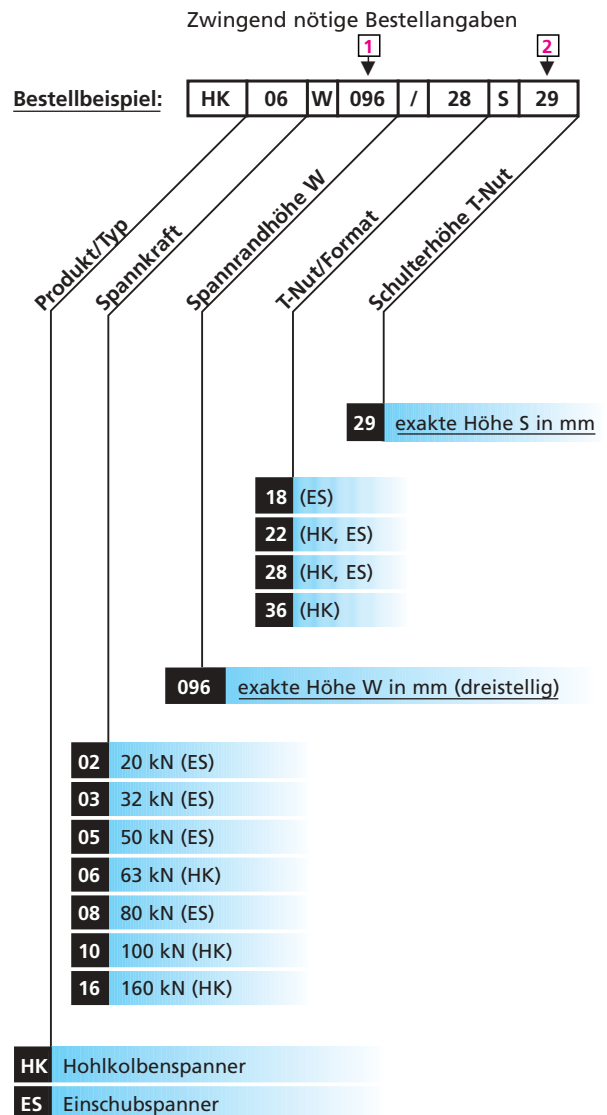 Zwingend nötige Bestellangaben
1 2
Bestellbeispiel: HK 06 W 096 / 28 S 29
Produkt/Typ
Spannkraft
Spannrandhöhe W
T-Nut/Format
Schulterhöhe T-Nut
29 exakte Höhe S in mm
18 (ES)
22 (HK, ES)
28 (HK, ES)
36 (HK)
096 exakte Höhe W in mm (dreistellig)
02 20 kN (ES)
03 32 kN (ES)
05 50 kN (ES)
06 63 kN (HK)
08 80 kN (ES)
10 100 kN (HK)
16 160 kN (HK)
HK Hohlkolbenspanner
ES Einschubspanner